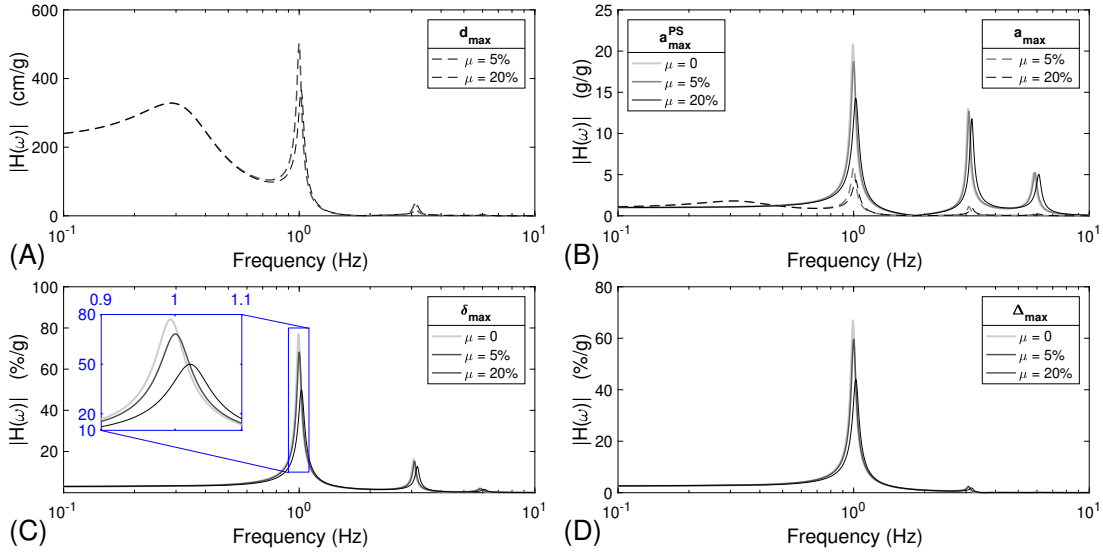 600
400
200
0
|H(ω)| (cm/g)
d_max
μ = 5%
μ = 20%
10^-1 10^0 10^1
Frequency (Hz)
(A)
25
20
15
10
5
0
|H(ω)| (g/g)
a_max^PS
μ = 0
μ = 5%
μ = 20%
a_max
μ = 5%
μ = 20%
10^-1 10^0 10^1
Frequency (Hz)
(B)
100
80
60
40
20
|H(ω)| (%/g)
0.9 1 1.1
80
50
20
10
δ_max
μ = 0
μ = 5%
μ = 20%
10^-1 10^0 10^1
Frequency (Hz)
(C)
80
60
40
20
0
|H(ω)| (%/g)
Δ_max
μ = 0
μ = 5%
μ = 20%
10^-1 10^0 10^1
Frequency (Hz)
(D)